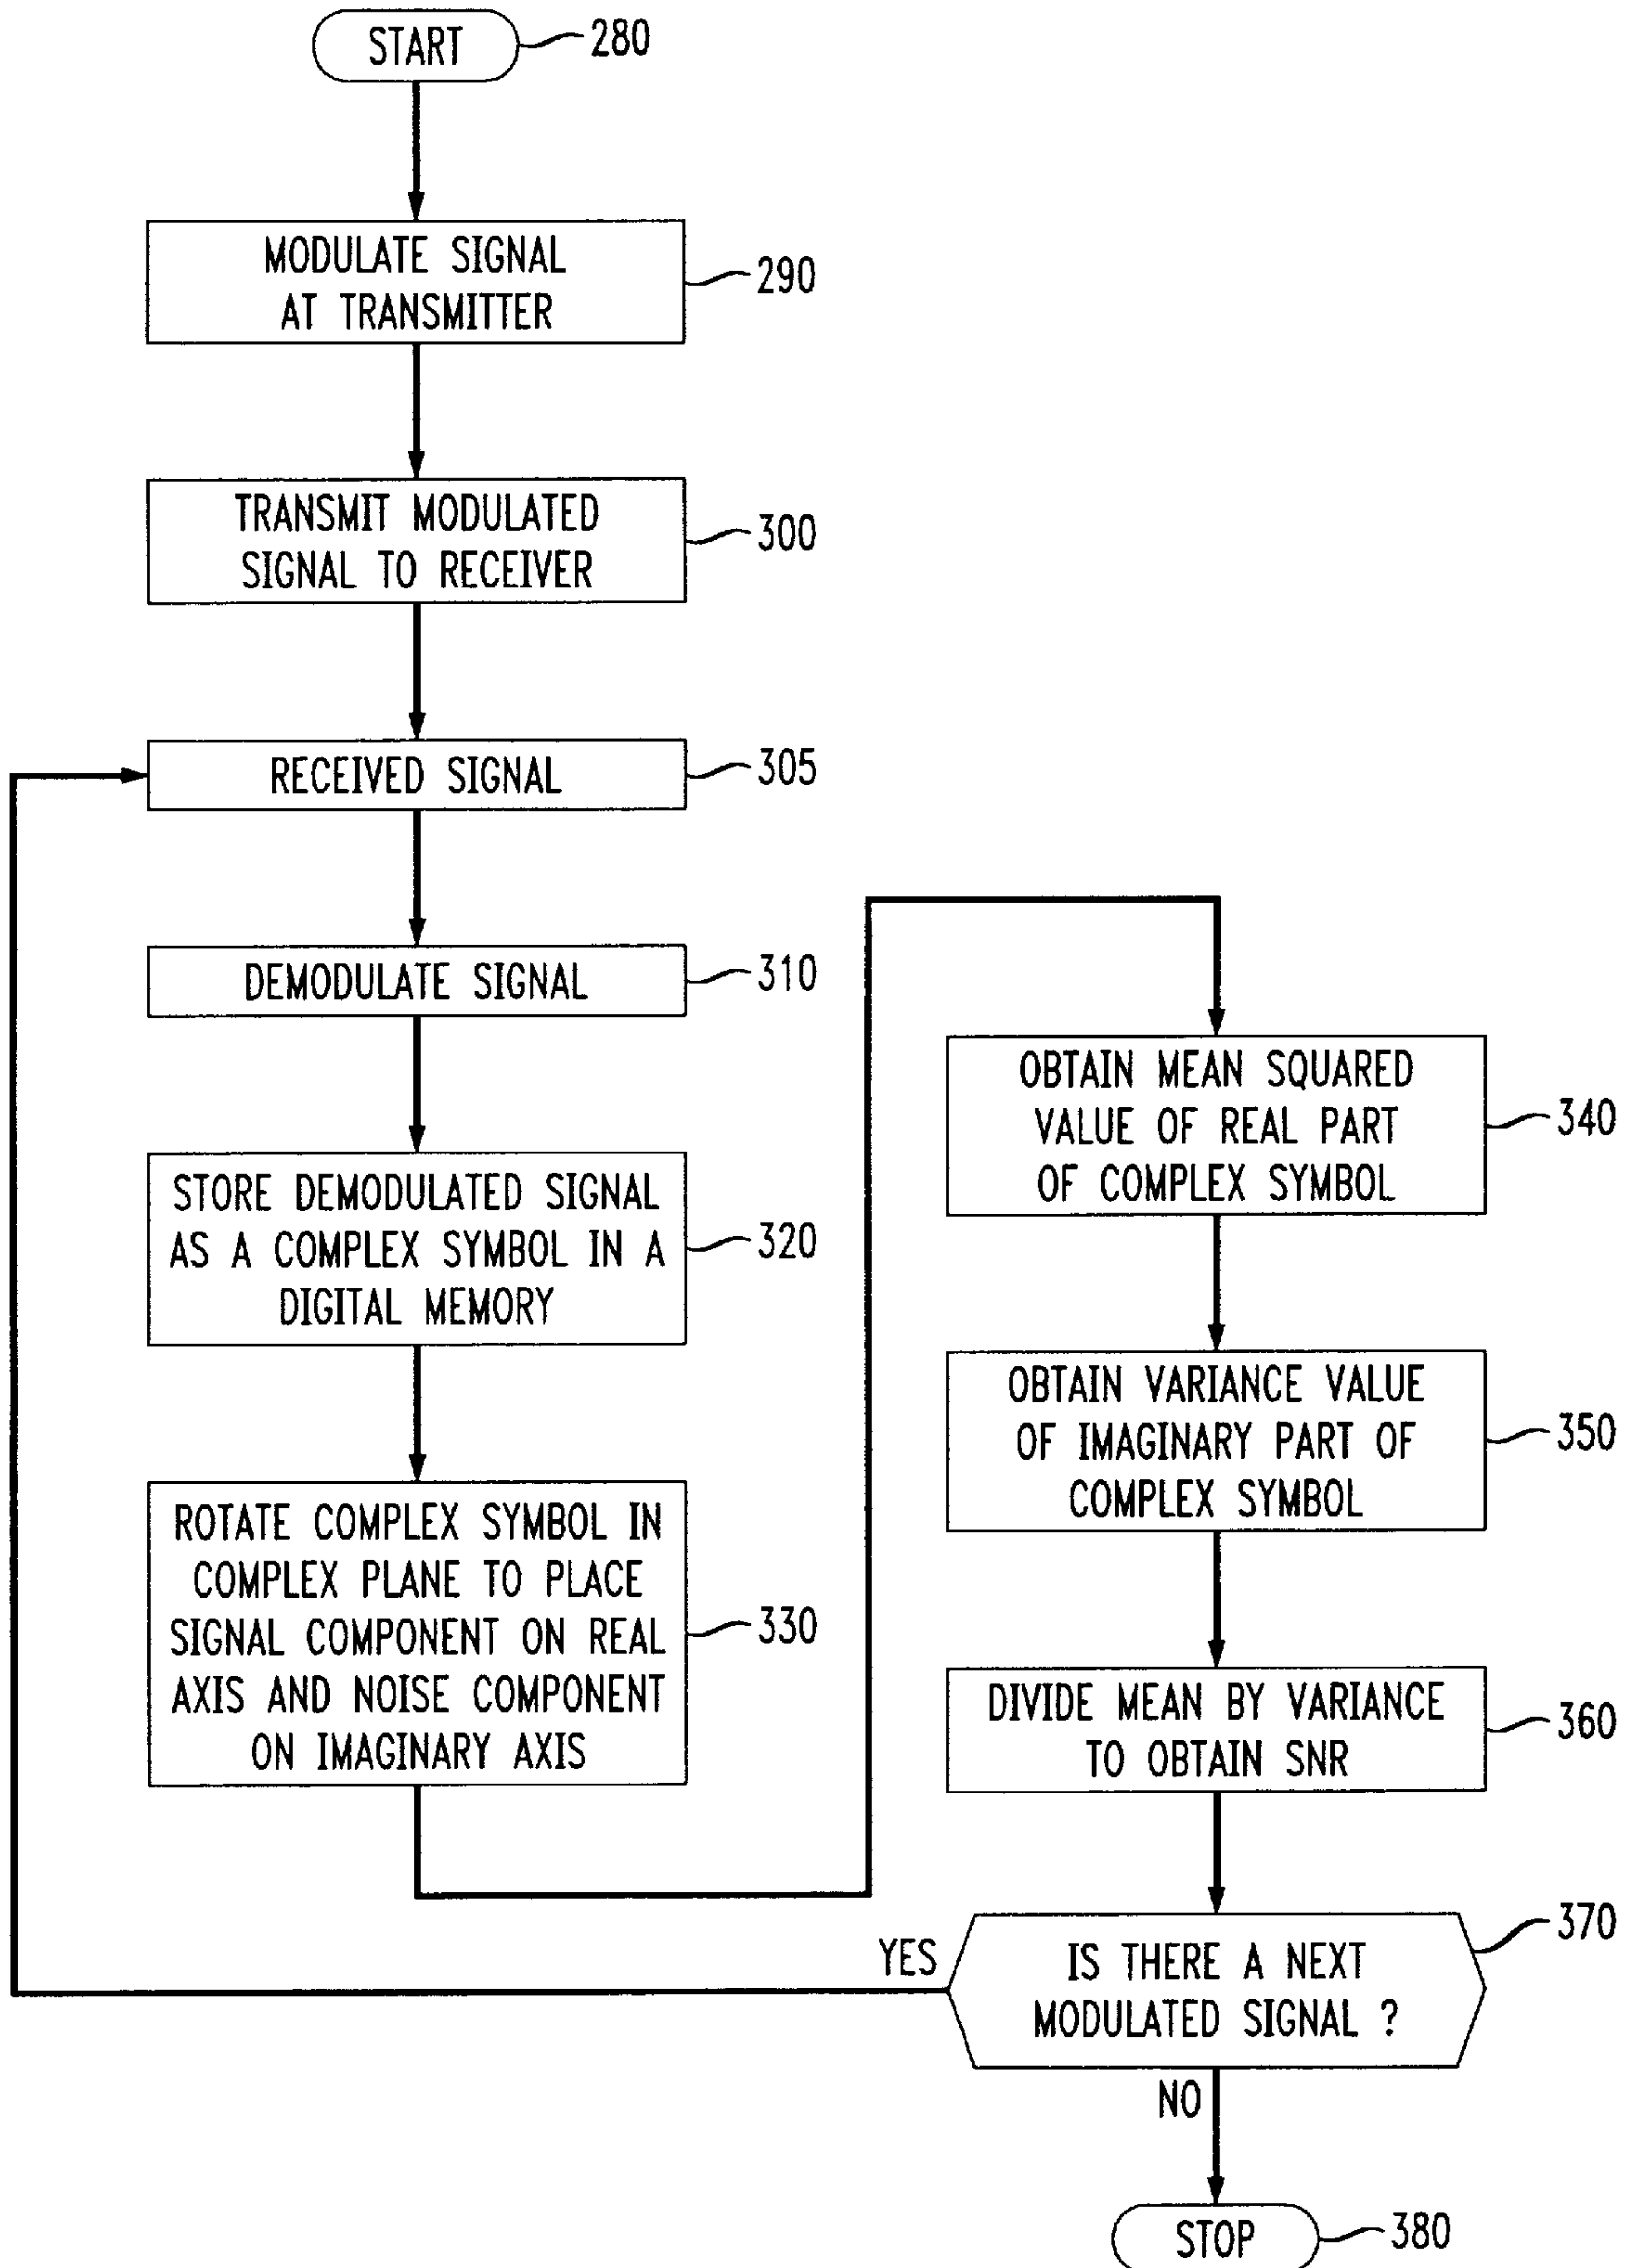 START
280
MODULATE SIGNAL
AT TRANSMITTER
290
TRANSMIT MODULATED
SIGNAL TO RECEIVER
300
RECEIVED SIGNAL
305
DEMODULATE SIGNAL
310
STORE DEMODULATED SIGNAL
AS A COMPLEX SYMBOL IN A
DIGITAL MEMORY
320
ROTATE COMPLEX SYMBOL IN
COMPLEX PLANE TO PLACE
SIGNAL COMPONENT ON REAL
AXIS AND NOISE COMPONENT
ON IMAGINARY AXIS
330
OBTAIN MEAN SQUARED
VALUE OF REAL PART
OF COMPLEX SYMBOL
340
OBTAIN VARIANCE VALUE
OF IMAGINARY PART OF
COMPLEX SYMBOL
350
DIVIDE MEAN BY VARIANCE
TO OBTAIN SNR
360
IS THERE A NEXT
MODULATED SIGNAL ?
370
YES
NO
STOP
380